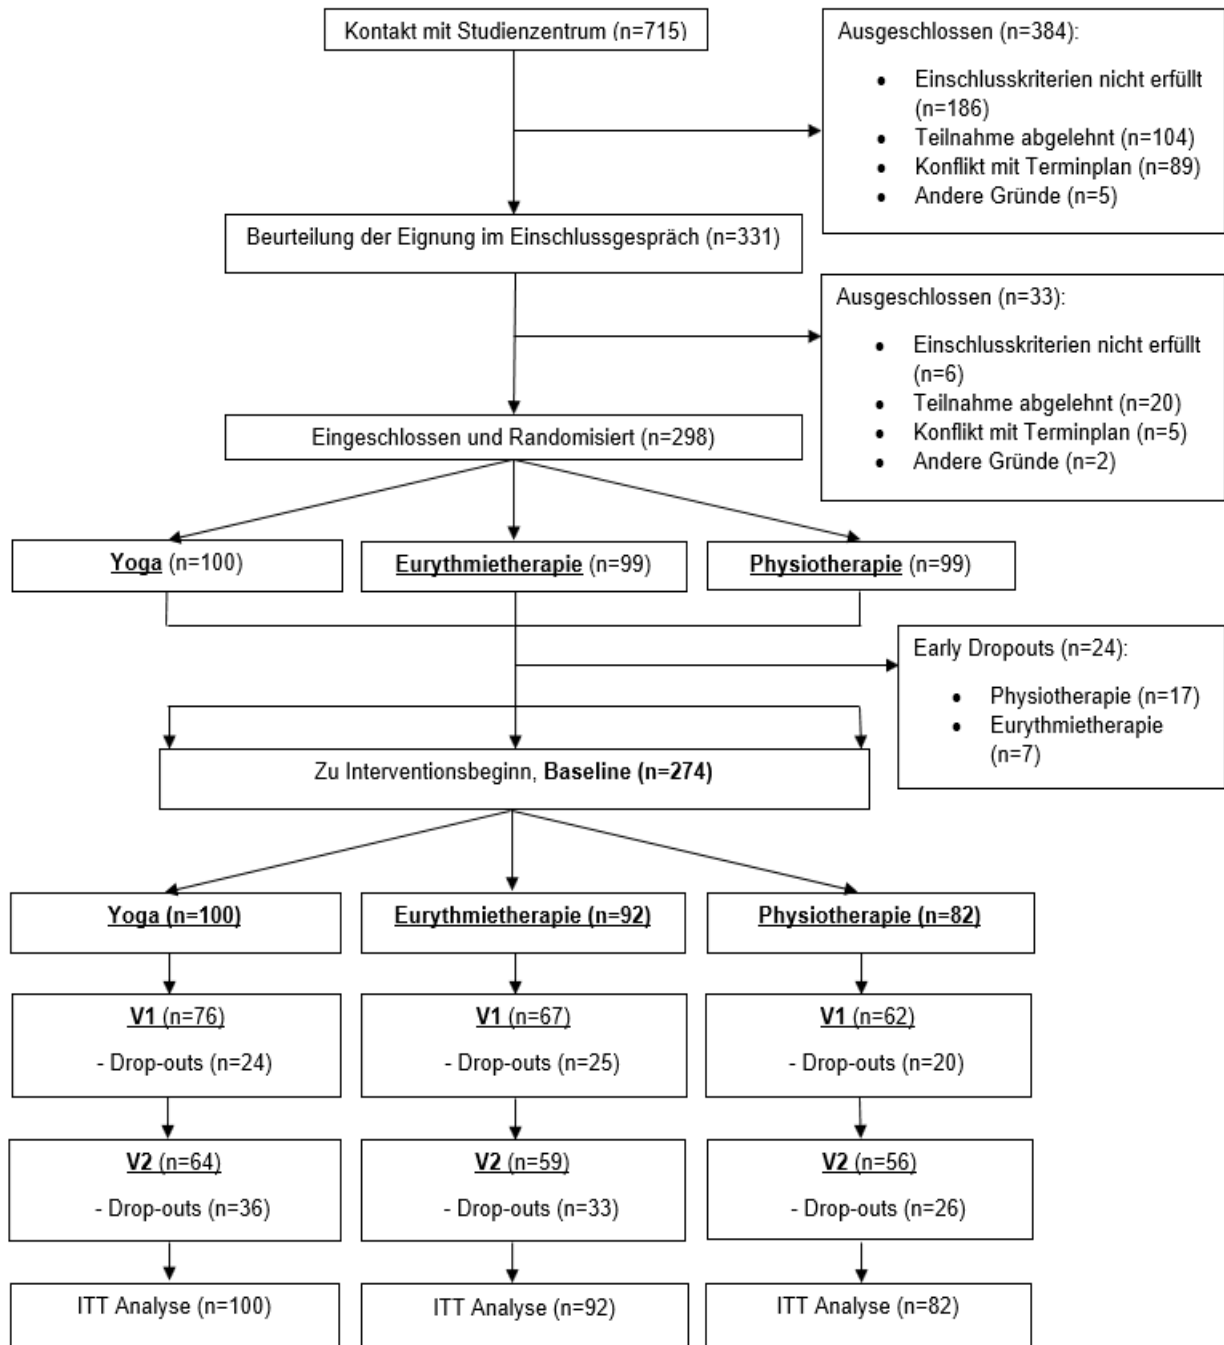 Kontakt mit Studienzentrum (n=715)
Ausgeschlossen (n=384):
• Einschlusskriterien nicht erfüllt
(n=186)
• Teilnahme abgelehnt (n=104)
• Konflikt mit Terminplan (n=89)
• Andere Gründe (n=5)
Beurteilung der Eignung im Einschlussgespräch (n=331)
Ausgeschlossen (n=33):
• Einschlusskriterien nicht erfüllt
(n=6)
• Teilnahme abgelehnt (n=20)
• Konflikt mit Terminplan (n=5)
• Andere Gründe (n=2)
Eingeschlossen und Randomisiert (n=298)
Yoga (n=100)
Eurythmietherapie (n=99)
Physiotherapie (n=99)
Early Dropouts (n=24):
• Physiotherapie (n=17)
• Eurythmietherapie
(n=7)
Zu Interventionsbeginn, Baseline (n=274)
Yoga (n=100)
Eurythmietherapie (n=92)
Physiotherapie (n=82)
V1 (n=76)
- Drop-outs (n=24)
V1 (n=67)
- Drop-outs (n=25)
V1 (n=62)
- Drop-outs (n=20)
V2 (n=64)
- Drop-outs (n=36)
V2 (n=59)
- Drop-outs (n=33)
V2 (n=56)
- Drop-outs (n=26)
ITT Analyse (n=100)
ITT Analyse (n=92)
ITT Analyse (n=82)